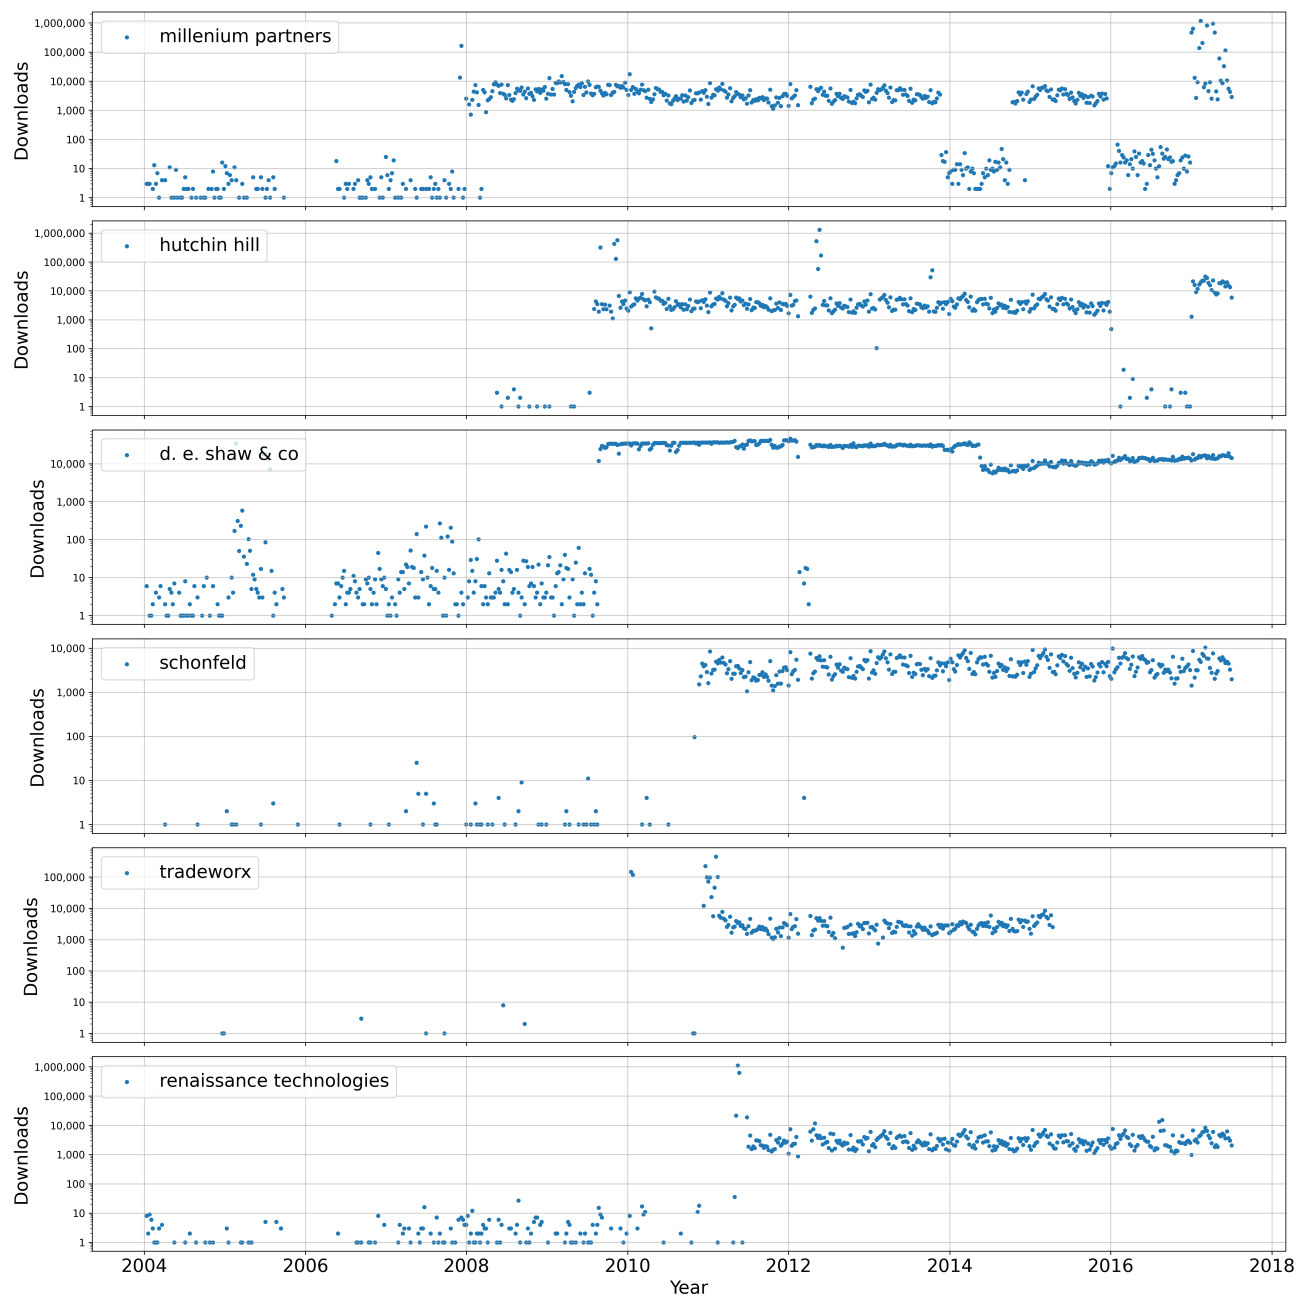 1,000,000
100,000
10,000
1,000
100
10
1
Downloads
millenium partners
1,000,000
100,000
10,000
1,000
100
10
1
Downloads
hutchin hill
10,000
1,000
100
10
1
Downloads
d. e. shaw & co
10,000
1,000
100
10
1
Downloads
schonfeld
100,000
10,000
1,000
100
10
1
Downloads
tradeworx
1,000,000
100,000
10,000
1,000
100
10
1
Downloads
renaissance technologies
2004 2006 2008 2010 2012 2014 2016 2018
Year